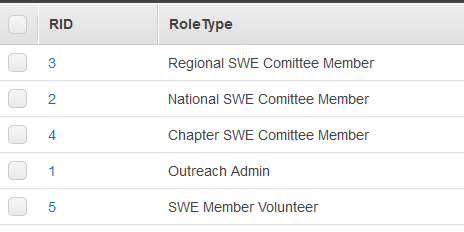 RID RoleType
3 Regional SWE Comittee Member
2 National SWE Comittee Member
4 Chapter SWE Comittee Member
1 Outreach Admin
5 SWE Member Volunteer